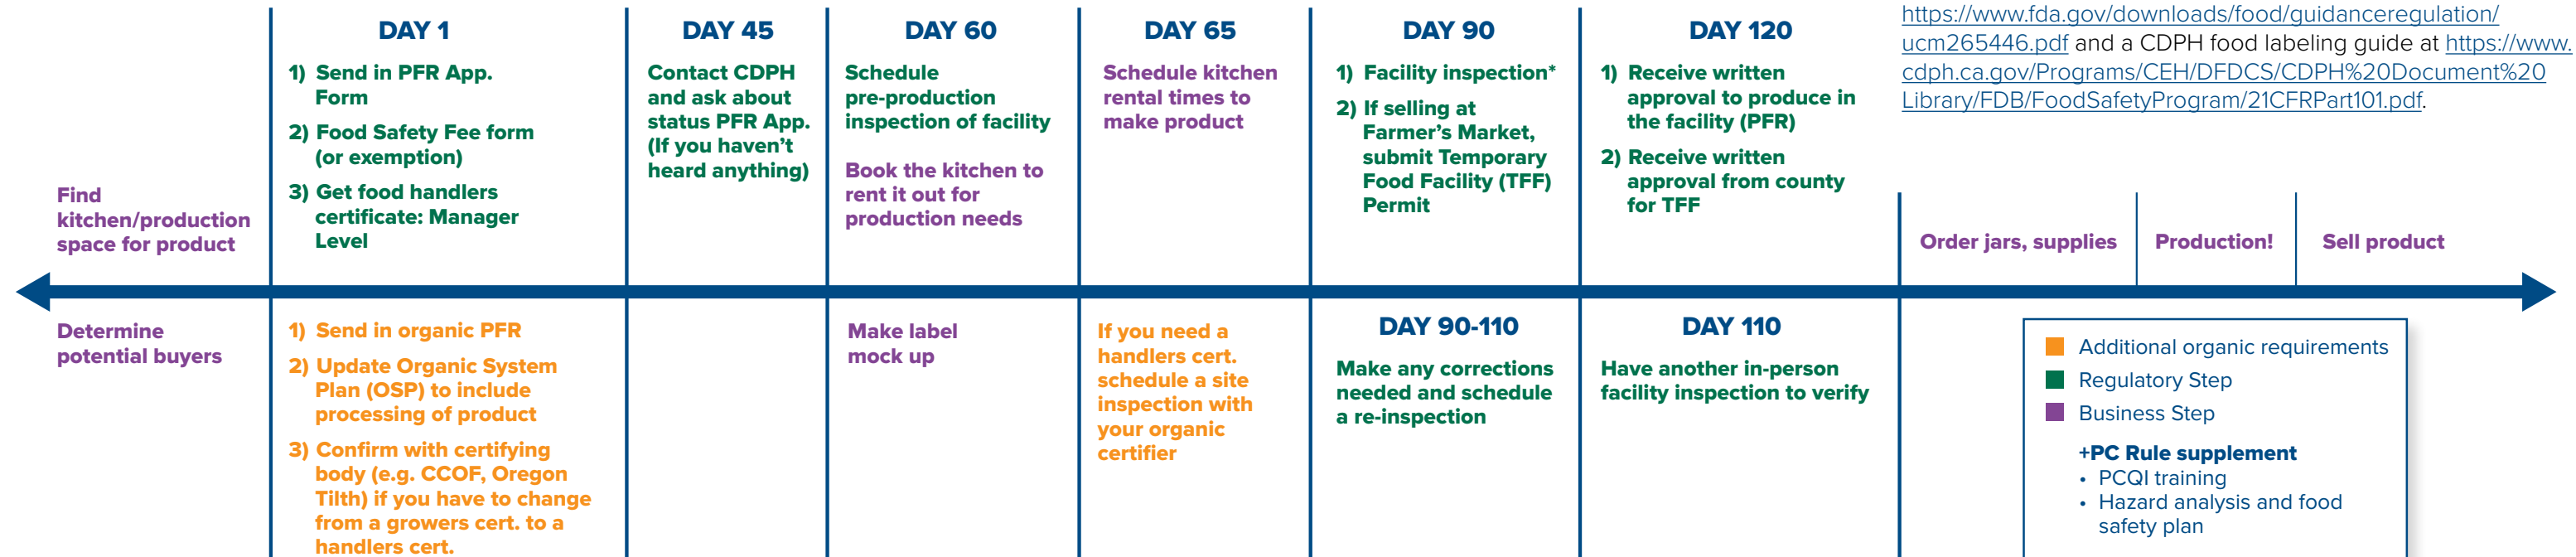 https://www.fda.gov/downloads/food/guidanceregulation/
ucm265446.pdf and a CDPH food labeling guide at https://www.
cdph.ca.gov/Programs/CEH/DFDCS/CDPH%20Document%20
Library/FDB/FoodSafetyProgram/21CFRPart101.pdf.
Find
kitchen/production
space for product
DAY 1
1) Send in PFR App.
Form
2) Food Safety Fee form
(or exemption)
3) Get food handlers
certificate: Manager
Level
DAY 45
Contact CDPH
and ask about
status PFR App.
(If you haven't
heard anything)
DAY 60
Schedule
pre-production
inspection of facility
Book the kitchen to
rent it out for
production needs
DAY 65
Schedule kitchen
rental times to
make product
DAY 90
1) Facility inspection*
2) If selling at
Farmer's Market,
submit Temporary
Food Facility (TFF)
Permit
DAY 120
1) Receive written
approval to produce in
the facility (PFR)
2) Receive written
approval from county
for TFF
Order jars, supplies
Production!
Sell product
Determine
potential buyers
1) Send in organic PFR
2) Update Organic System
Plan (OSP) to include
processing of product
3) Confirm with certifying
body (e.g. CCOF, Oregon
Tilth) if you have to change
from a growers cert. to a
handlers cert.
Make label
mock up
If you need a
handlers cert.
schedule a site
inspection with
your organic
certifier
DAY 90-110
Make any corrections
needed and schedule
a re-inspection
DAY 110
Have another in-person
facility inspection to verify
Additional organic requirements
Regulatory Step
Business Step
+PC Rule supplement
• PCQI training
• Hazard analysis and food
safety plan